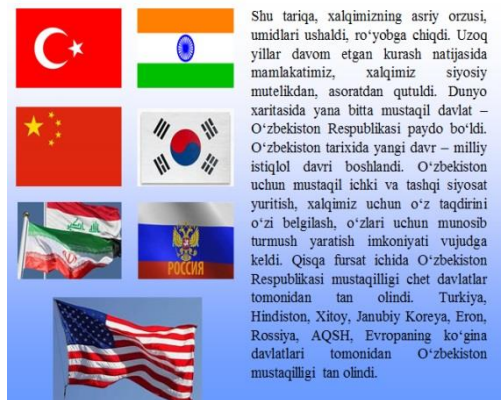 Shu tariqa, xalqimizning asriy orzusi,
umidlari ushaldi, ro‘yobga chiqdi. Uzoq
yillar davom etgan kurash natijasida
mamlakatimiz, xalqimiz siyosiy
mutelikdan, asoratdan qutuldi. Dunyo
xaritasida yana bitta mustaqil davlat –
O‘zbekiston Respublikasi paydo bo‘ldi.
O‘zbekiston tarixida yangi davr – milliy
istiqlol davri boshlandi. O‘zbekiston
uchun mustaqil ichki va tashqi siyosat
yuritish, xalqimiz uchun o‘z taqdirini
o‘zi belgilash, o‘zlari uchun munosib
turmush yaratish imkoniyati vujudga
keldi. Qisqa fursat ichida O‘zbekiston
Respublikasi mustaqilligi chet davlatlar
tomonidan tan olindi. Turkiya,
Hindiston, Xitoy, Janubiy Koreya, Eron,
Rossiya, AQSH, Evropaning ko‘gina
davlatlari tomonidan O‘zbekiston
mustaqilligi tan olindi.
РОССИЯ